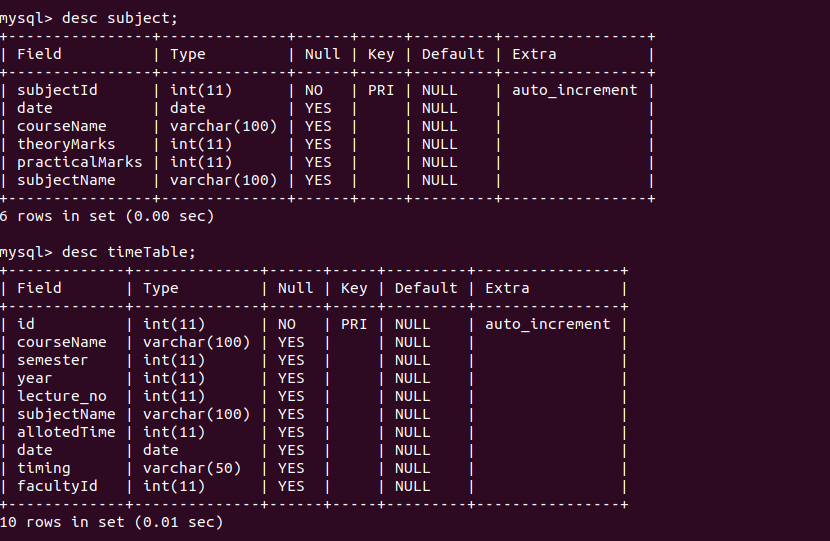 mysql> desc subject;
+----------------+--------------+------+-----+---------+----------------+
| Field          | Type         | Null | Key | Default | Extra          |
+----------------+--------------+------+-----+---------+----------------+
| subjectId      | int(11)      | NO   | PRI | NULL    | auto_increment |
| date           | date         | YES  |     | NULL    |                |
| courseName     | varchar(100) | YES  |     | NULL    |                |
| theoryMarks    | int(11)      | YES  |     | NULL    |                |
| practicalMarks | int(11)      | YES  |     | NULL    |                |
| subjectName    | varchar(100) | YES  |     | NULL    |                |
+----------------+--------------+------+-----+---------+----------------+
6 rows in set (0.00 sec)

mysql> desc timeTable;
+-------------+--------------+------+-----+---------+----------------+
| Field       | Type         | Null | Key | Default | Extra          |
+-------------+--------------+------+-----+---------+----------------+
| id          | int(11)      | NO   | PRI | NULL    | auto_increment |
| courseName  | varchar(100) | YES  |     | NULL    |                |
| semester    | int(11)      | YES  |     | NULL    |                |
| year        | int(11)      | YES  |     | NULL    |                |
| lecture_no  | int(11)      | YES  |     | NULL    |                |
| subjectName | varchar(100) | YES  |     | NULL    |                |
| allotedTime | int(11)      | YES  |     | NULL    |                |
| date        | date         | YES  |     | NULL    |                |
| timing      | varchar(50)  | YES  |     | NULL    |                |
| facultyId   | int(11)      | YES  |     | NULL    |                |
+-------------+--------------+------+-----+---------+----------------+
10 rows in set (0.01 sec)